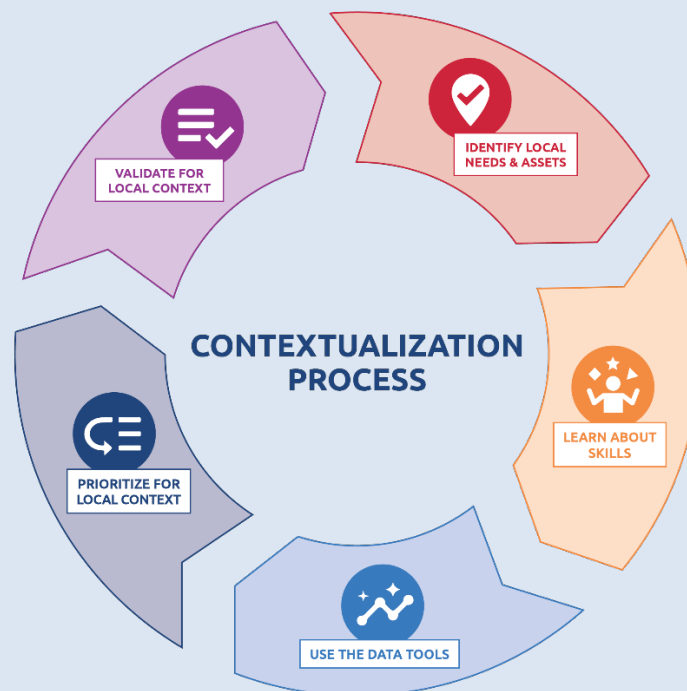 CONTEXTUALIZATION
PROCESS
IDENTIFY LOCAL
NEEDS & ASSETS
LEARN ABOUT
SKILLS
USE THE DATA TOOLS
PRIORITIZE FOR
LOCAL CONTEXT
VALIDATE FOR
LOCAL CONTEXT